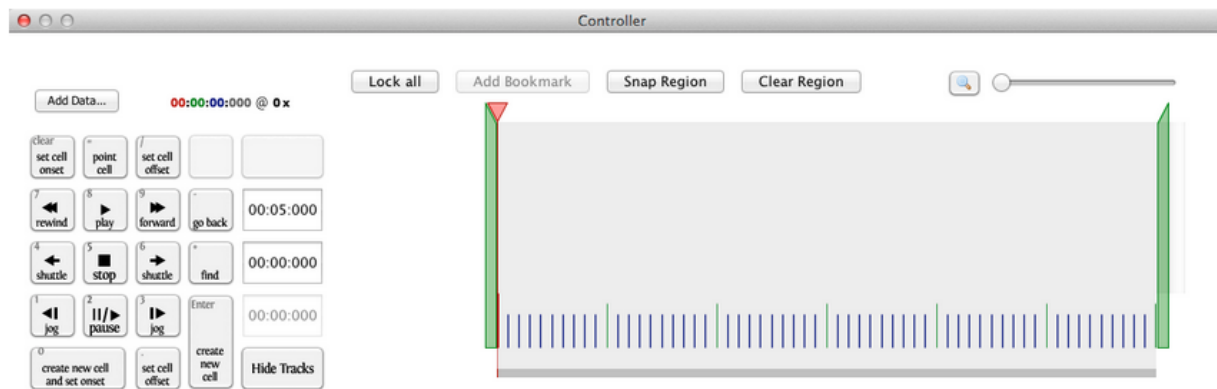 Controller
Lock all
Add Bookmark
Snap Region
Clear Region
Add Data...
00:00:00:000 @ 0 x
clear
set cell
onset
=
point
cell
/
set cell
offset
7
rewind
8
play
9
forward
-
go back
00:05:000
4
shuttle
5
stop
6
shuttle
+
find
00:00:000
1
jog
2
pause
3
jog
Enter
create
new
cell
00:00:000
0
create new cell
and set onset
.
set cell
offset
Hide Tracks